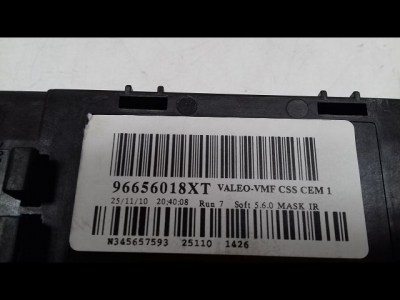 96656018XT VALEO-VMF CSS CEM 1
25/11/10 20:40:08 Run 7 Soft 5.6.0 MASK IR
N345657593 25110 1426